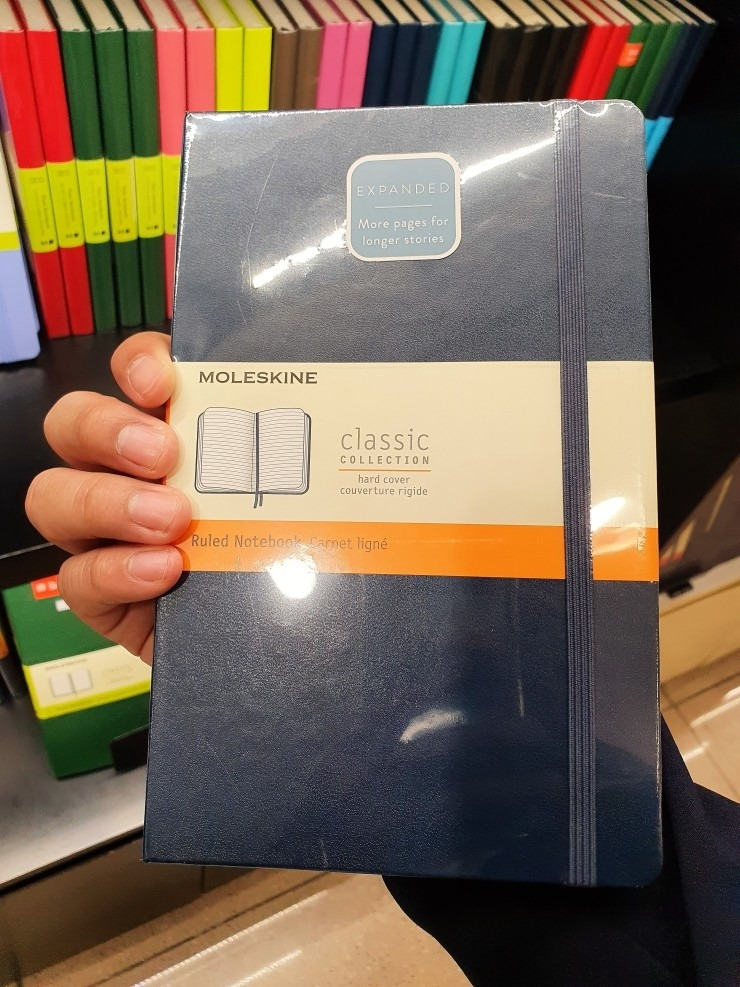 EXPANDED
More pages for
longer stories
MOLESKINE
classic
COLLECTION
hard cover
couverture rigide
Ruled Notebook Carnet ligné